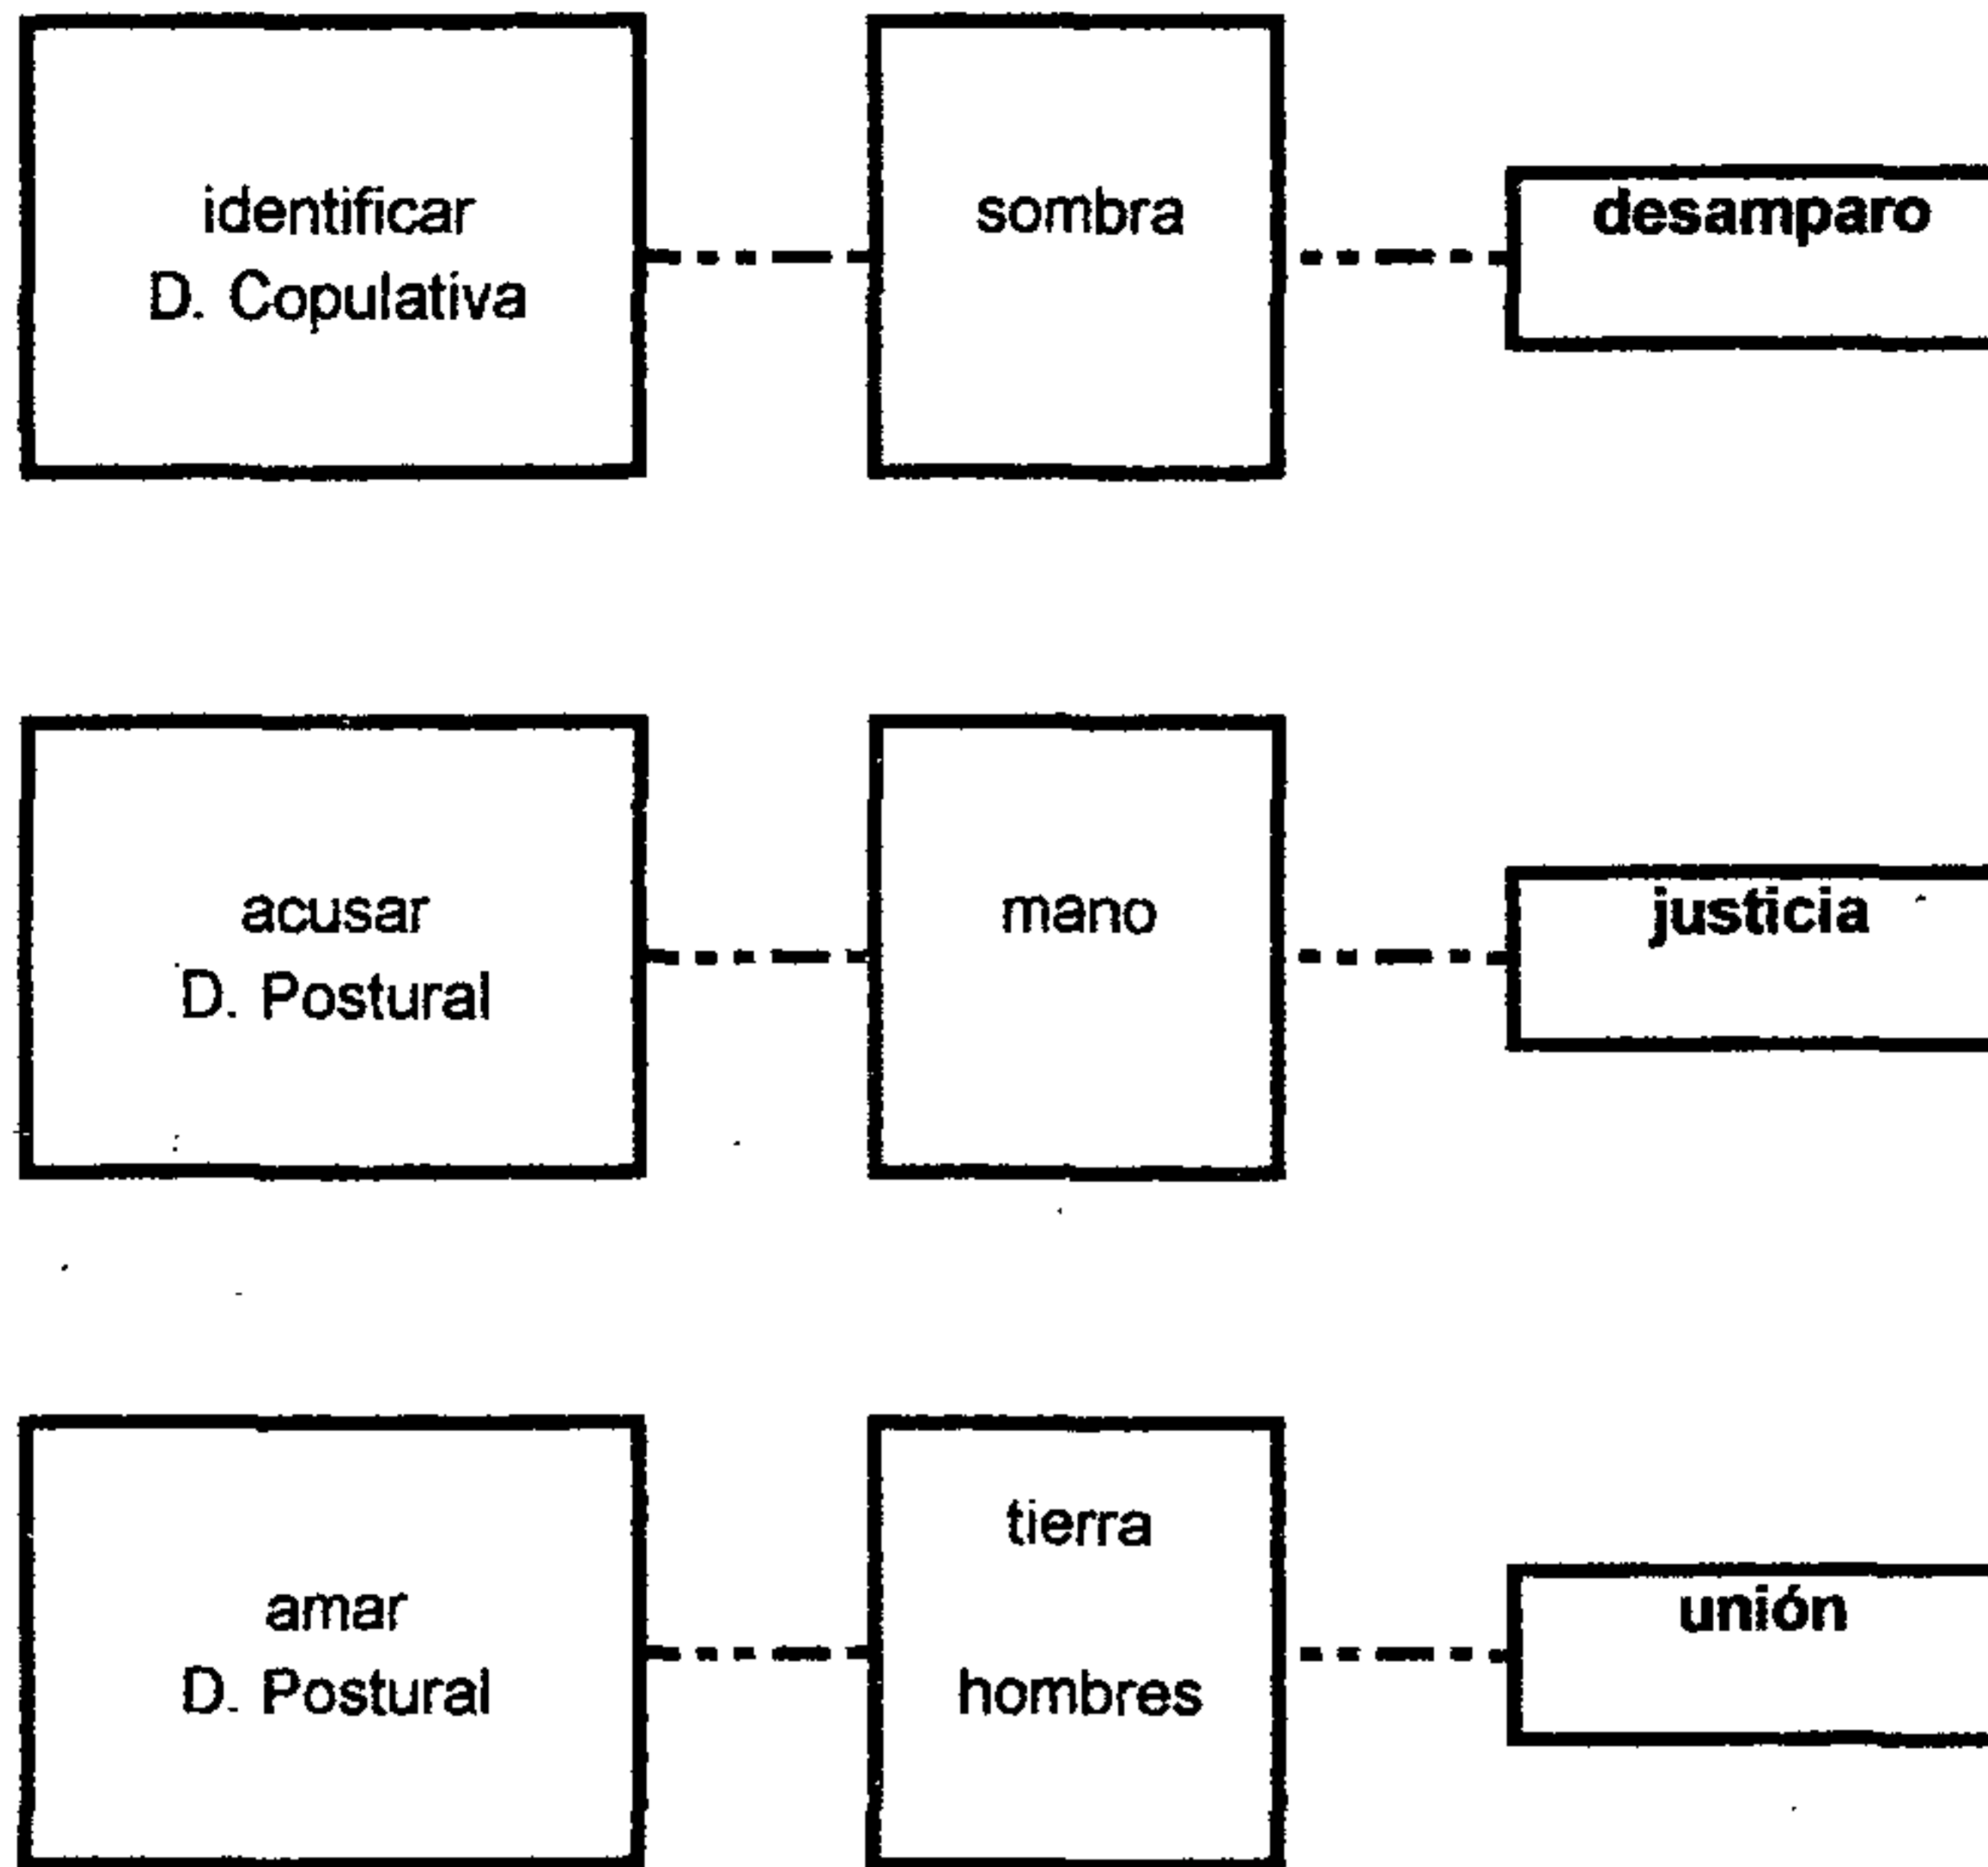 identificar
D. Copulativa
sombra
desamparo
acusar
D. Postural
mano
justicia
amar
D. Postural
tierra
hombres
unión